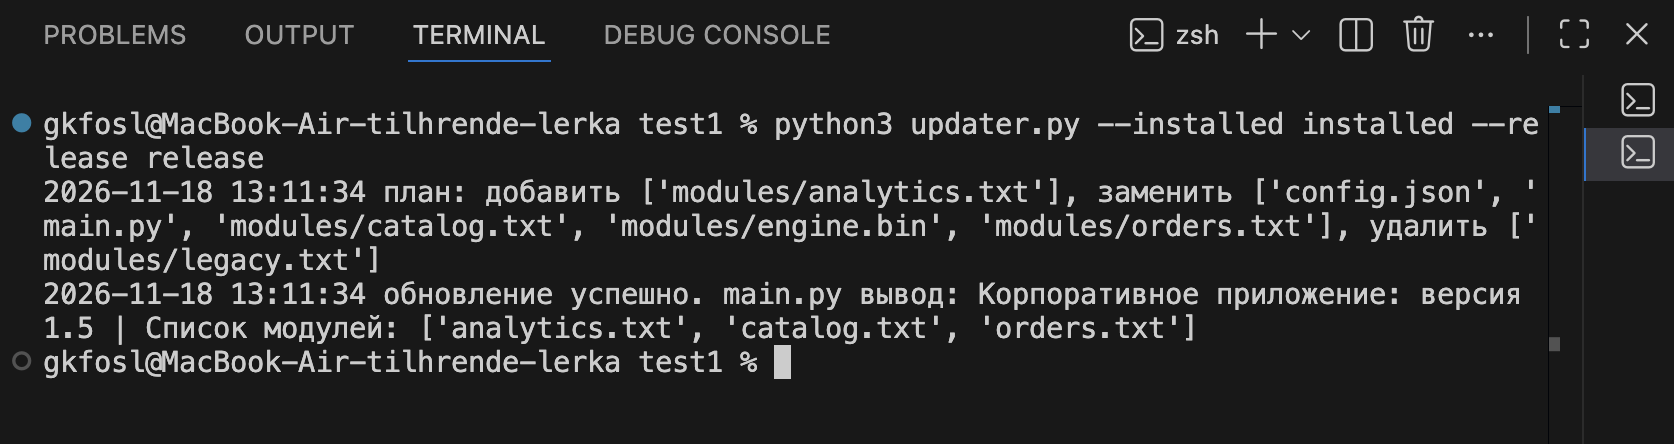 PROBLEMS OUTPUT TERMINAL DEBUG CONSOLE zsh
gkfosl@MacBook-Air-tilhrende-lerka test1 % python3 updater.py --installed installed --re
lease release
2026-11-18 13:11:34 план: добавить ['modules/analytics.txt'], заменить ['config.json', '
main.py', 'modules/catalog.txt', 'modules/engine.bin', 'modules/orders.txt'], удалить ['
modules/legacy.txt']
2026-11-18 13:11:34 обновление успешно. main.py вывод: Корпоративное приложение: версия
1.5 | Список модулей: ['analytics.txt', 'catalog.txt', 'orders.txt']
gkfosl@MacBook-Air-tilhrende-lerka test1 %